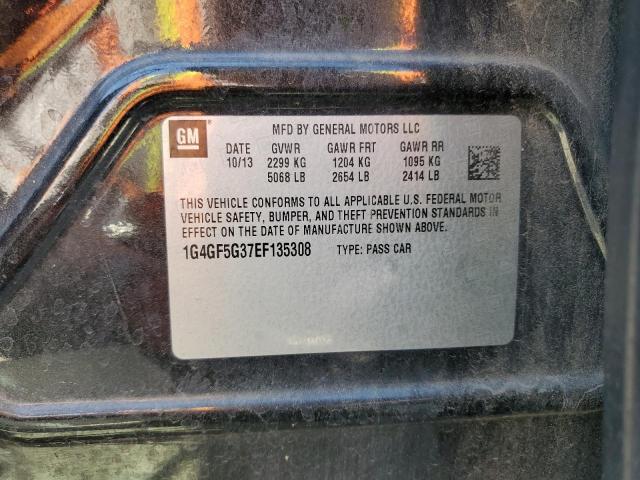 GM
MFD BY GENERAL MOTORS LLC
DATE GVWR GAWR FRT GAWR RR
10/13 2299 KG 1204 KG 1095 KG
5068 LB 2654 LB 2414 LB
THIS VEHICLE CONFORMS TO ALL APPLICABLE U.S. FEDERAL MOTOR
VEHICLE SAFETY, BUMPER, AND THEFT PREVENTION STANDARDS IN
EFFECT ON THE DATE OF MANUFACTURE SHOWN ABOVE.
1G4GF5G37EF135308 TYPE: PASS CAR